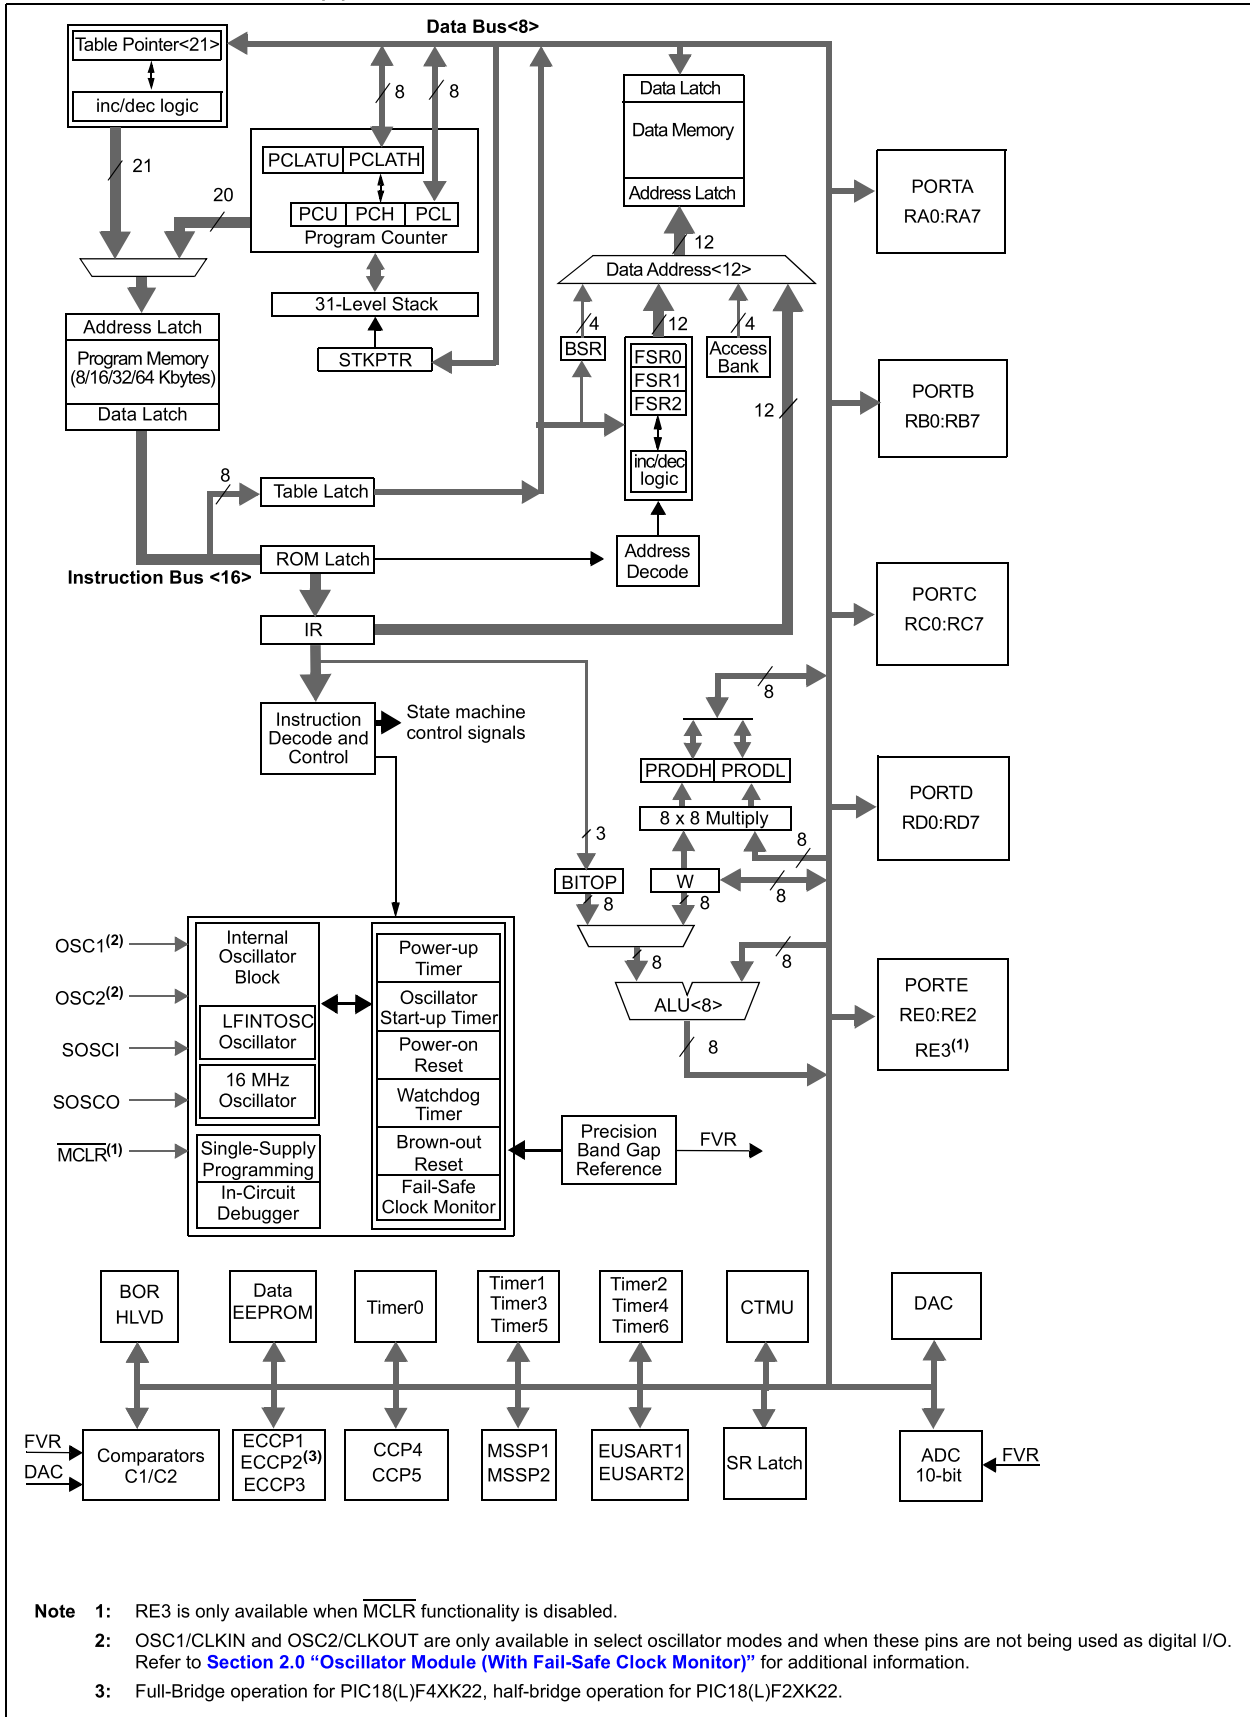 Data Bus<8>
Table Pointer<21>
inc/dec logic
21
20
8
8
PCLATU PCLATH
PCU PCH PCL
Program Counter
31-Level Stack
STKPTR
Address Latch
Program Memory
(8/16/32/64 Kbytes)
Data Latch
8
Table Latch
ROM Latch
Instruction Bus <16>
IR
Data Latch
Data Memory
Address Latch
12
Data Address<12>
4
12
4
BSR
FSR0
FSR1
FSR2
inc/dec
logic
Access
Bank
12
Address
Decode
Instruction
Decode and
Control
State machine
control signals
8
PRODH PRODL
8 x 8 Multiply
3
8
BITOP
W
8
8
8
8
8
ALU<8>
8
PORTA
RA0:RA7
PORTB
RB0:RB7
PORTC
RC0:RC7
PORTD
RD0:RD7
PORTE
RE0:RE2
RE3(1)
OSC1(2)
OSC2(2)
SOSCI
SOSCO
MCLR(1)
Internal
Oscillator
Block
LFINTOSC
Oscillator
16 MHz
Oscillator
Single-Supply
Programming
In-Circuit
Debugger
Power-up
Timer
Oscillator
Start-up Timer
Power-on
Reset
Watchdog
Timer
Brown-out
Reset
Fail-Safe
Clock Monitor
Precision
Band Gap
Reference
FVR
BOR
HLVD
Data
EEPROM
Timer0
Timer1
Timer3
Timer5
Timer2
Timer4
Timer6
CTMU
DAC
FVR
DAC
Comparators
C1/C2
ECCP1
ECCP2(3)
ECCP3
CCP4
CCP5
MSSP1
MSSP2
EUSART1
EUSART2
SR Latch
ADC
10-bit
FVR
Note 1: RE3 is only available when MCLR functionality is disabled.
2: OSC1/CLKIN and OSC2/CLKOUT are only available in select oscillator modes and when these pins are not being used as digital I/O.
Refer to Section 2.0 “Oscillator Module (With Fail-Safe Clock Monitor)” for additional information.
3: Full-Bridge operation for PIC18(L)F4XK22, half-bridge operation for PIC18(L)F2XK22.